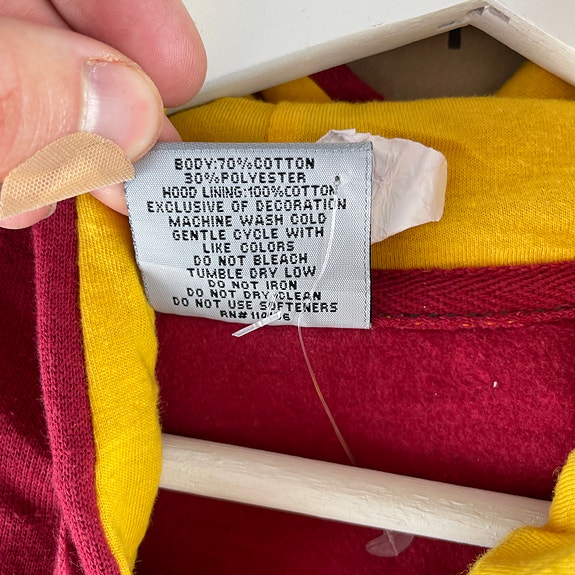 BODY:70%COTTON
30%POLYESTER
HOOD LINING:100%COTTON
EXCLUSIVE OF DECORATION
MACHINE WASH COLD
GENTLE CYCLE WITH
LIKE COLORS
DO NOT BLEACH
TUMBLE DRY LOW
DO NOT IRON
DO NOT DRY CLEAN
DO NOT USE SOFTENERS
RN#